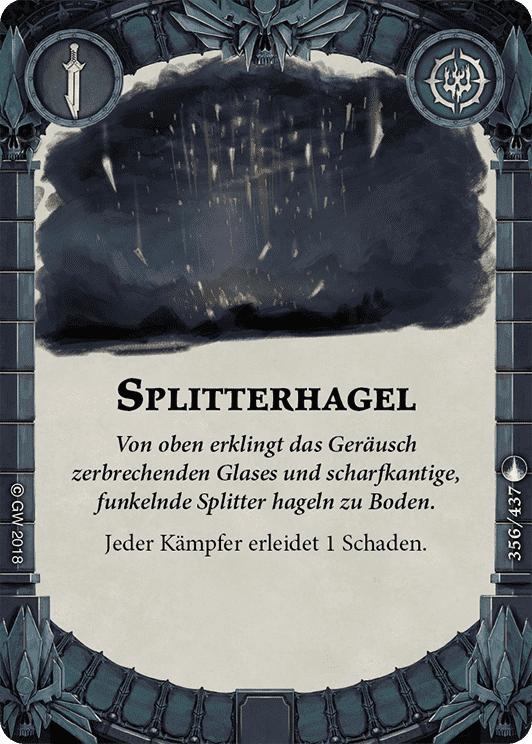 SPLITTERHAGEL
Von oben erklingt das Geräusch
zerbrechenden Glases und scharfkantige,
funkelnde Splitter hageln zu Boden.
Jeder Kämpfer erleidet 1 Schaden.
© GW 2018
356/437